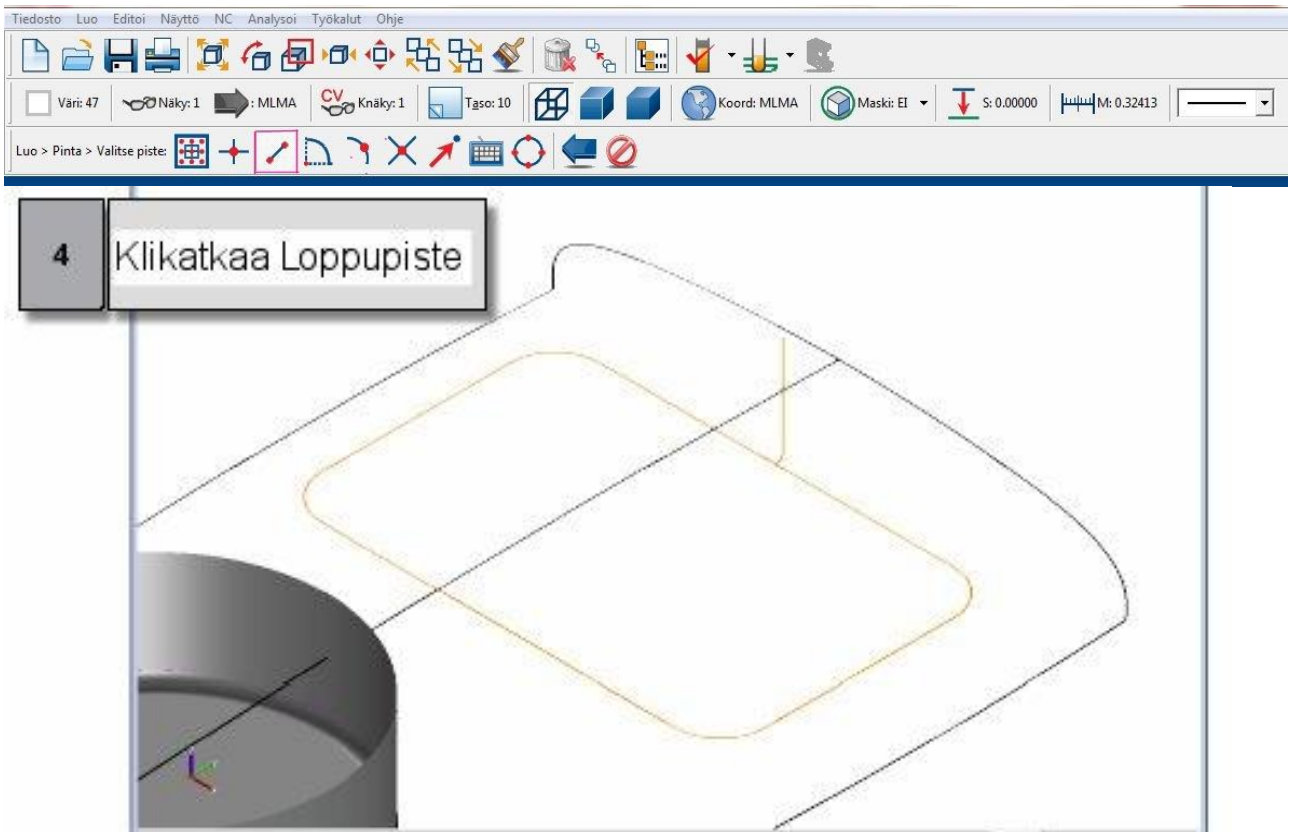 Tiedosto Luo Editoi Näyttö NC Analysoi Työkalut Ohje
Väri: 47 Näky: 1 : MLMA CV Knäky: 1 Taso: 10 Koord: MLMA Maski: EI S: 0.00000 M: 0.32413
Luo > Pinta > Valitse piste:
4 Klikatkaa Loppupiste